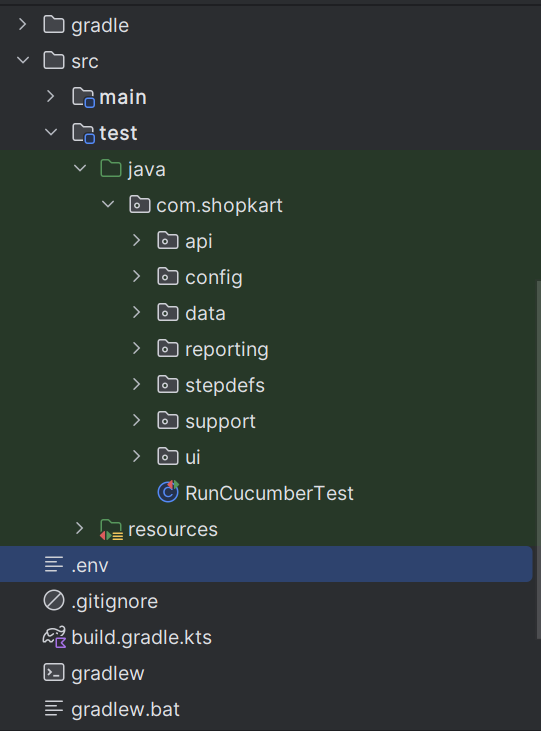 gradle
src
main
test
java
com.shopkart
api
config
data
reporting
stepdefs
support
ui
RunCucumberTest
resources
.env
.gitignore
build.gradle.kts
gradlew
gradlew.bat